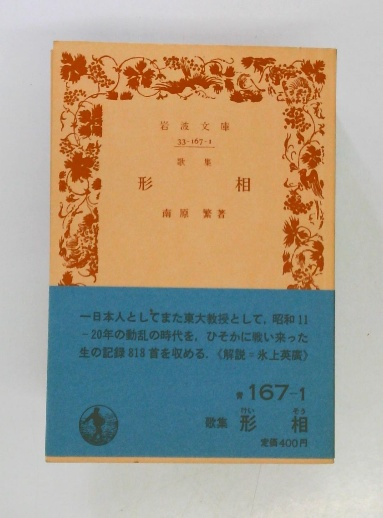 岩波文庫
33-167-1
歌集
形相
南原繁著
一日本人としてまた東大教授として、昭和11
-20年の動乱の時代を、ひそかに戦い来った
生の記録818首を収める.《解説=氷上英廣》
青167-1
けい そう
歌集 形相
定価400円